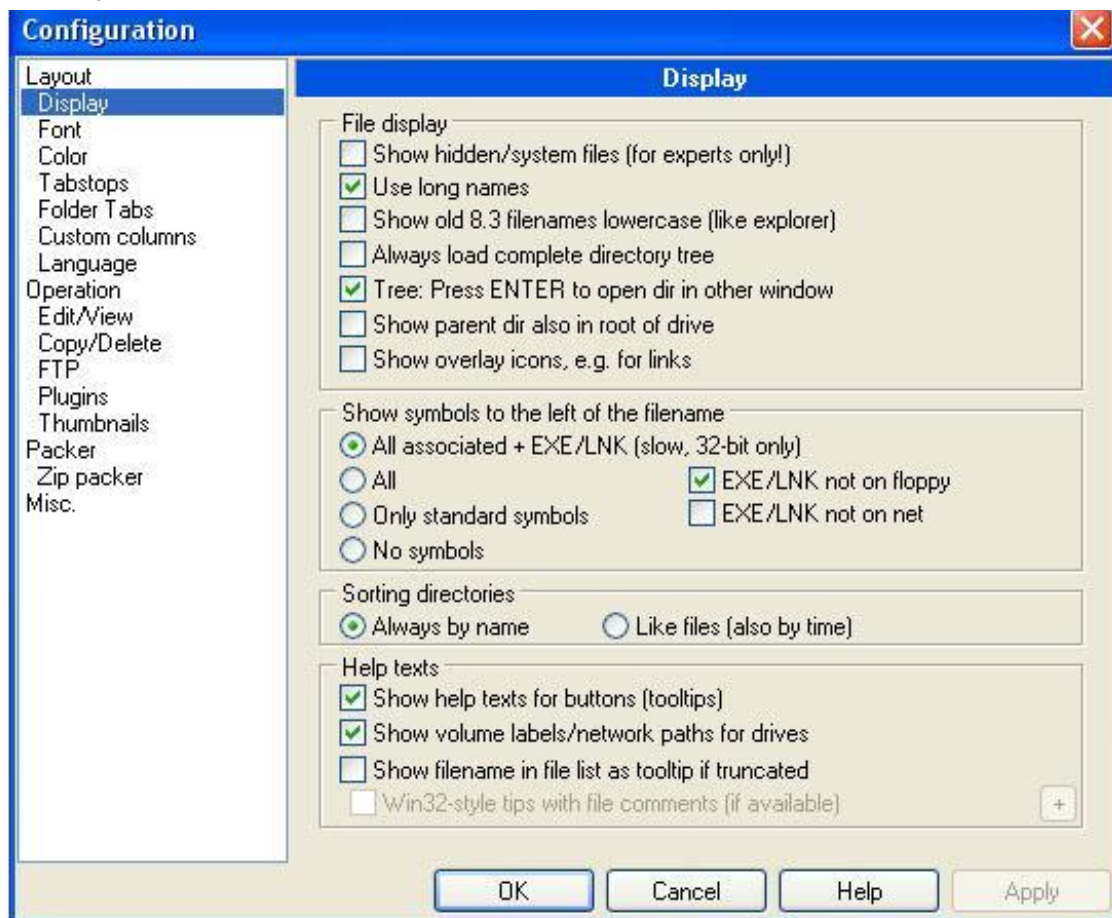 Configuration
Layout
Display
Font
Color
Tabstops
Folder Tabs
Custom columns
Language
Operation
Edit/View
Copy/Delete
FTP
Plugins
Thumbnails
Packer
Zip packer
Misc.
Display
File display
Show hidden/system files (for experts only!)
Use long names
Show old 8.3 filenames lowercase (like explorer)
Always load complete directory tree
Tree: Press ENTER to open dir in other window
Show parent dir also in root of drive
Show overlay icons, e.g. for links
Show symbols to the left of the filename
All associated + EXE/LNK (slow, 32-bit only)
All EXE/LNK not on floppy
Only standard symbols EXE/LNK not on net
No symbols
Sorting directories
Always by name Like files (also by time)
Help texts
Show help texts for buttons (tooltips)
Show volume labels/network paths for drives
Show filename in file list as tooltip if truncated
Win32-style tips with file comments (if available) +
OK Cancel Help Apply